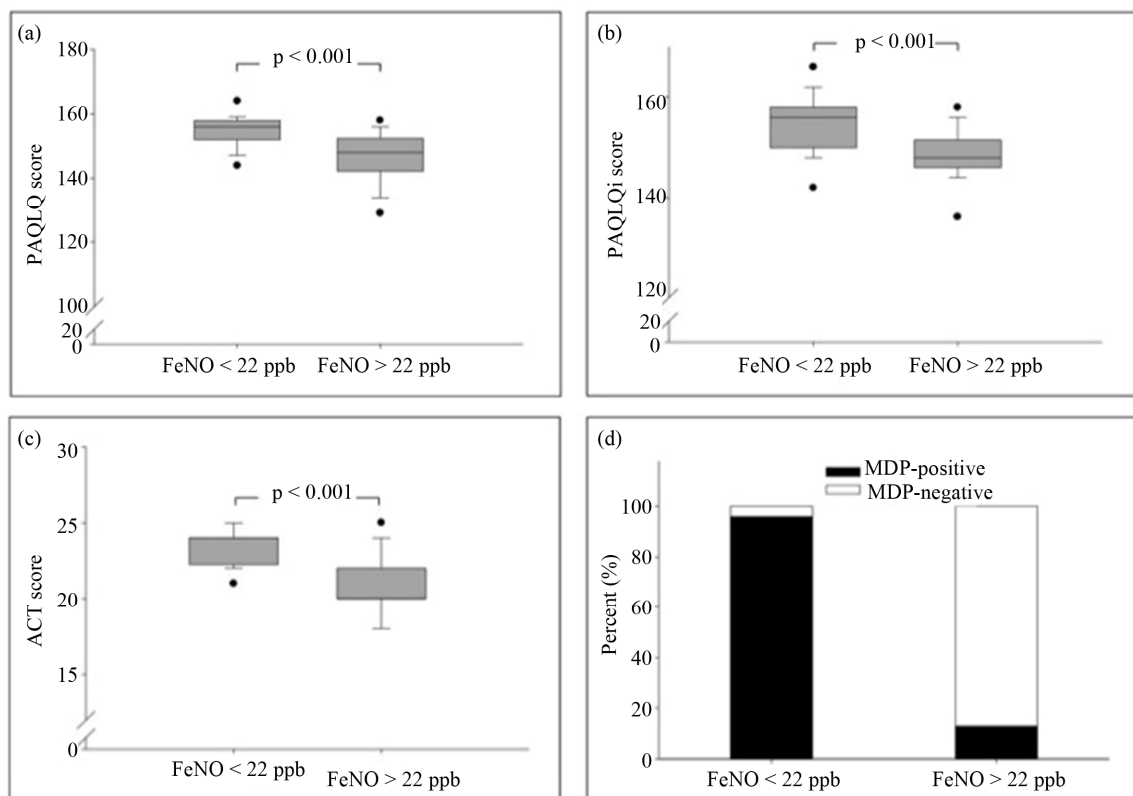 (a)
180
160
140
120
100
20
0
PAQLQ score
p < 0.001
FeNO < 22 ppb
FeNO > 22 ppb
(b)
160
140
120
20
0
PAQLQi score
p < 0.001
FeNO < 22 ppb
FeNO > 22 ppb
(c)
30
25
20
15
0
ACT score
p < 0.001
FeNO < 22 ppb
FeNO > 22 ppb
(d)
MDP-positive
MDP-negative
100
80
60
40
20
0
Percent (%)
FeNO < 22 ppb
FeNO > 22 ppb